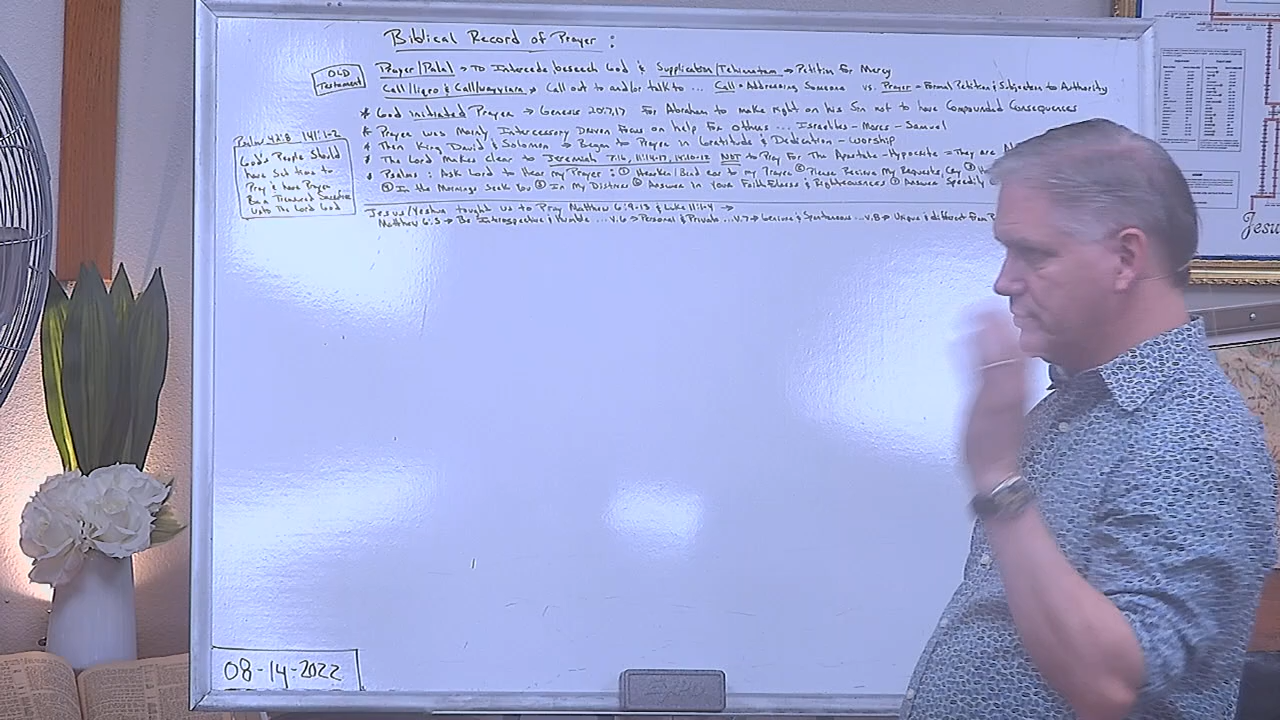 Biblical Record of Prayer :
OLD Testament
Prayer/Palal → Intercede/beseech God & Supplication/Tehinnah → Petition for Mercy
Call out to and/or talk to ... Call = Addressing Someone vs. Prayer = Formal Petition & Subjection to Authority
* God initiated Prayer → Genesis 20:7,17 For Abraham to make right on his Sin not to have Compounded Consequences
* Prayer was Mainly Intercessory Driven Focus on help for others ... Israelites - Moses - Samuel
* Then King David & Solomon → Began to Prayer in Gratitude & Dedication - Worship
* The Lord Makes clear to Jeremiah 7:16, 11:14-17, 14:10-12 NOT to Pray For The Apostate - Hypocrite = They are
* Psalms : Ask Lord to Hear my Prayer : ① Hearken/Bend ear to my Prayer ② Please Receive My Request, Cry ③
In the Mornings Seek You ⑤ In My Distress ⑥ Answer in your Faithfulness & Righteousness ⑦ Answer Speedily
Psalm 42:8 141:1-2
God's People Should
have Set time to
Pray & have Prayer
Be a Treasured Incentive
Unto The Lord God
Jesus/Yeshua taught us to Pray Matthew 6:9-13 & Luke 11:1-4 →
Matthew 6:5 → Be Introspective & Humble ... v.6 → Personal & Private ... v.7 → Genuine & Spontaneous ... v.8 → Unique & different From
08-14-2022
Jesu